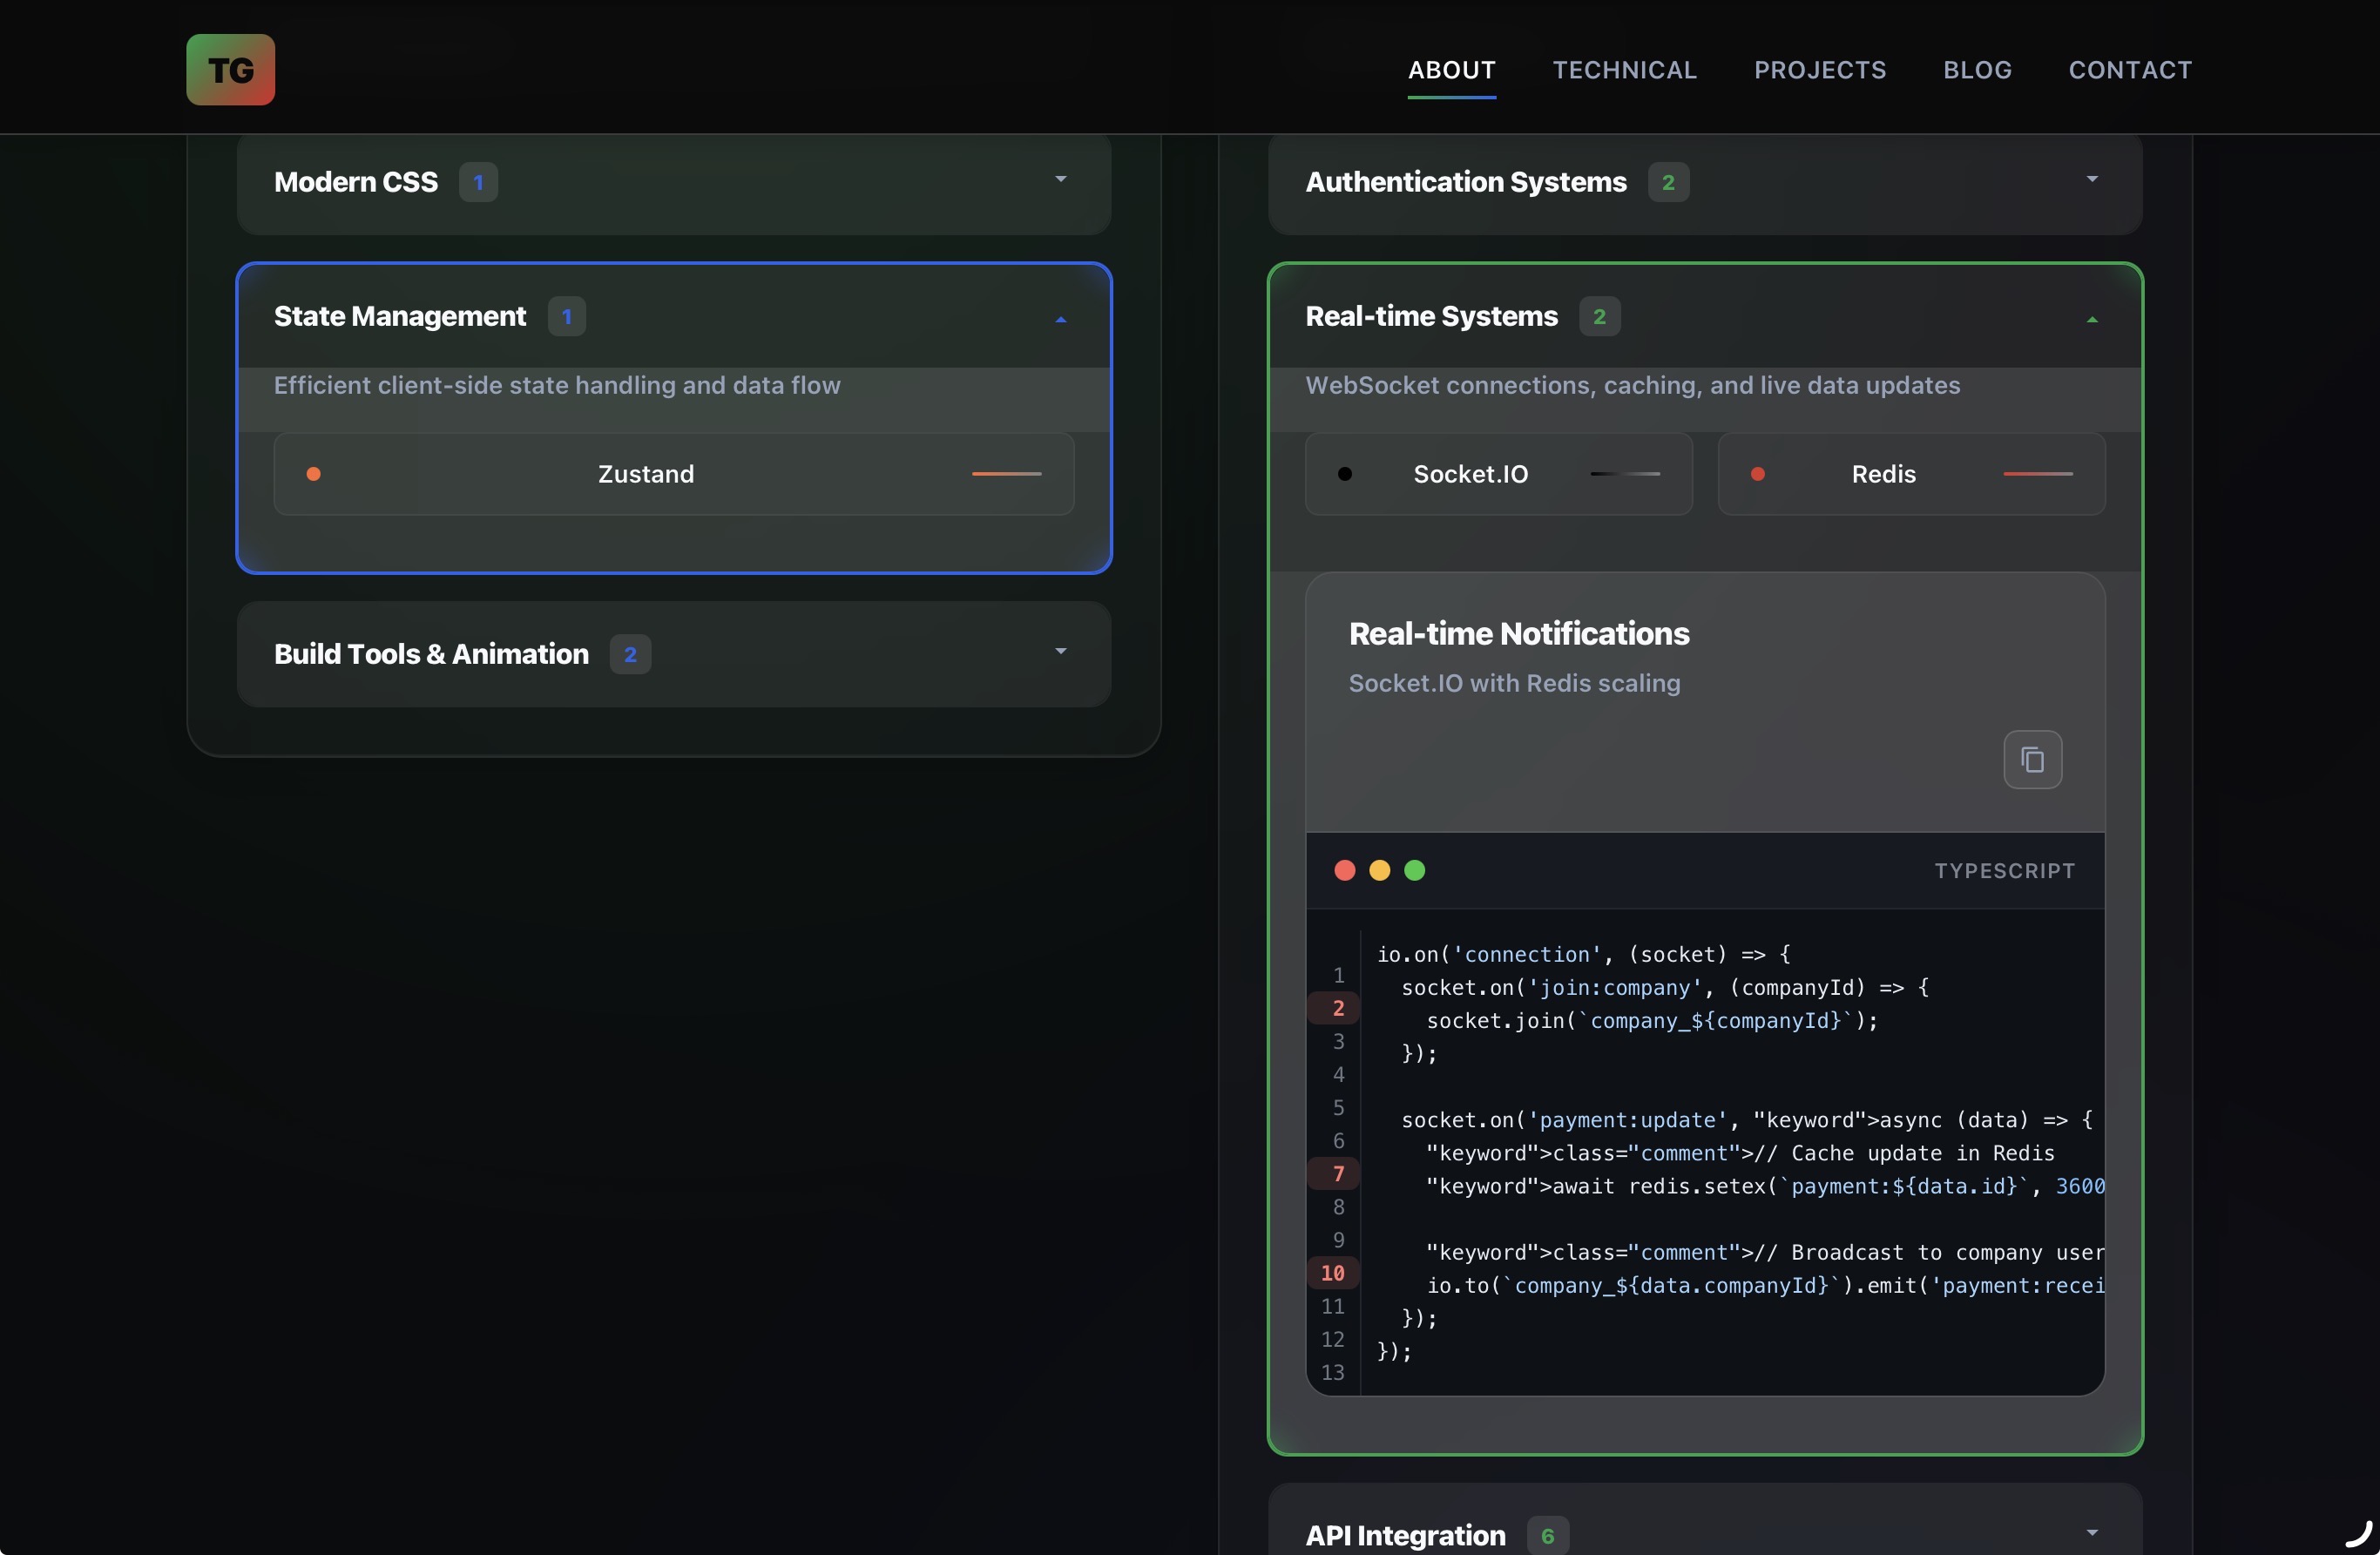 TG
ABOUT TECHNICAL PROJECTS BLOG CONTACT
Modern CSS 1
State Management 1
Efficient client-side state handling and data flow
Zustand
Build Tools & Animation 2
Authentication Systems 2
Real-time Systems 2
WebSocket connections, caching, and live data updates
Socket.IO
Redis
Real-time Notifications
Socket.IO with Redis scaling
TYPESCRIPT
1
2
3
4
5
6
7
8
9
10
11
12
13
io.on('connection', (socket) => {
  socket.on('join:company', (companyId) => {
    socket.join(`company_${companyId}`);
  });
  socket.on('payment:update', "keyword">async (data) => {
    "keyword">class="comment">// Cache update in Redis
    "keyword">await redis.setex(`payment:${data.id}`, 3600
    "keyword">class="comment">// Broadcast to company user
    io.to(`company_${data.companyId}`).emit('payment:recei
  });
});
API Integration 6